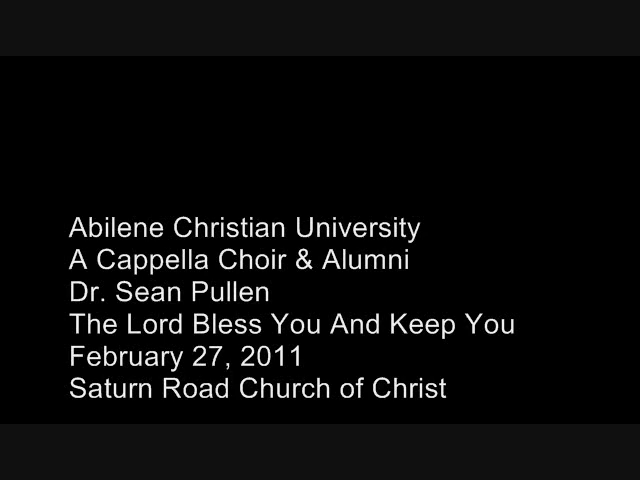 Abilene Christian University
A Cappella Choir & Alumni
Dr. Sean Pullen
The Lord Bless You And Keep You
February 27, 2011
Saturn Road Church of Christ